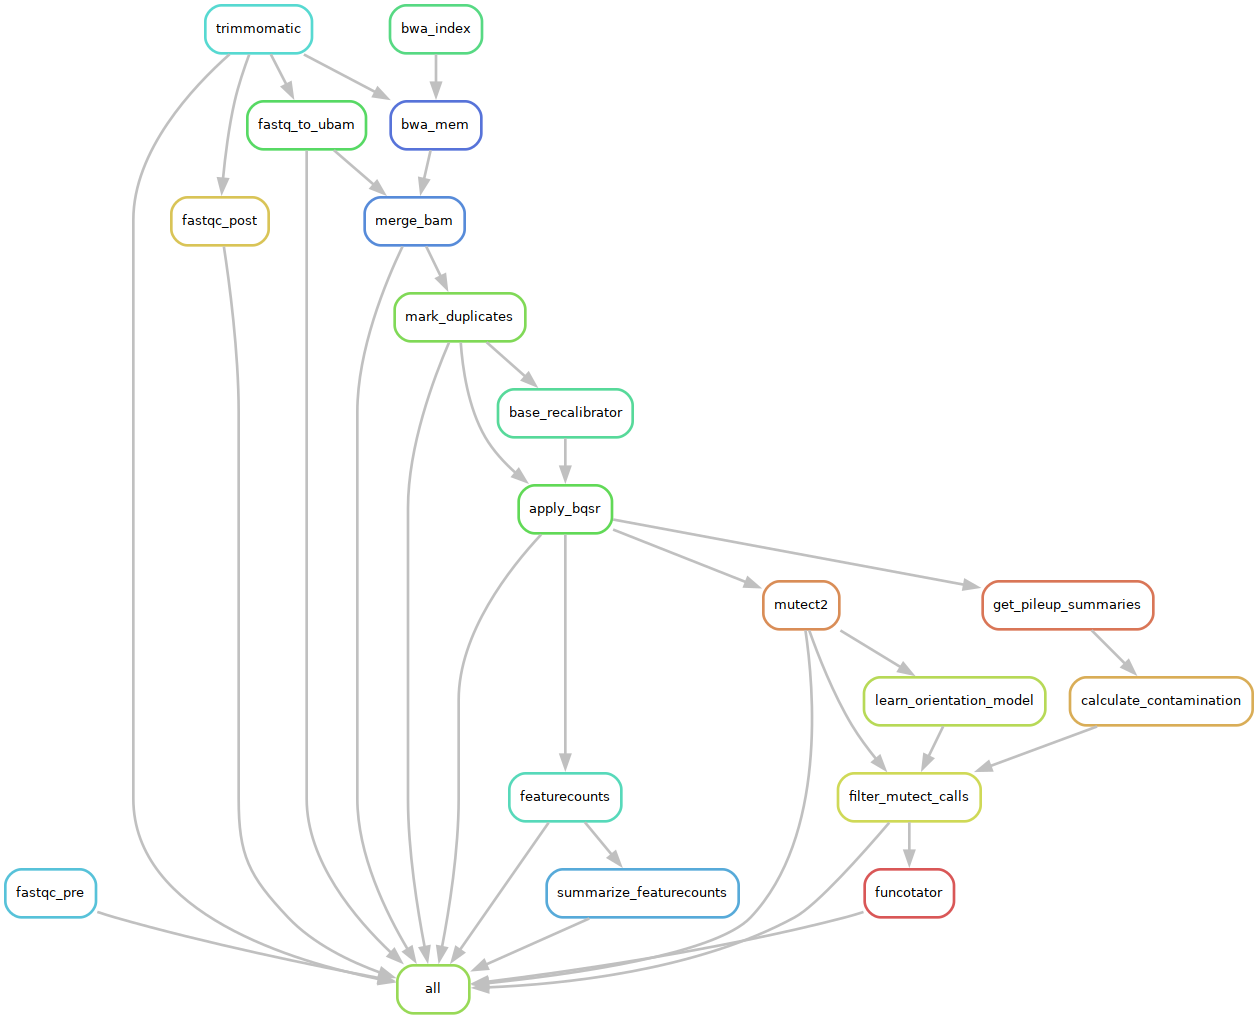 trimmomatic
bwa_index
fastq_to_ubam
bwa_mem
fastqc_post
merge_bam
mark_duplicates
base_recalibrator
apply_bqsr
mutect2
get_pileup_summaries
learn_orientation_model
calculate_contamination
featurecounts
filter_mutect_calls
fastqc_pre
summarize_featurecounts
funcotator
all